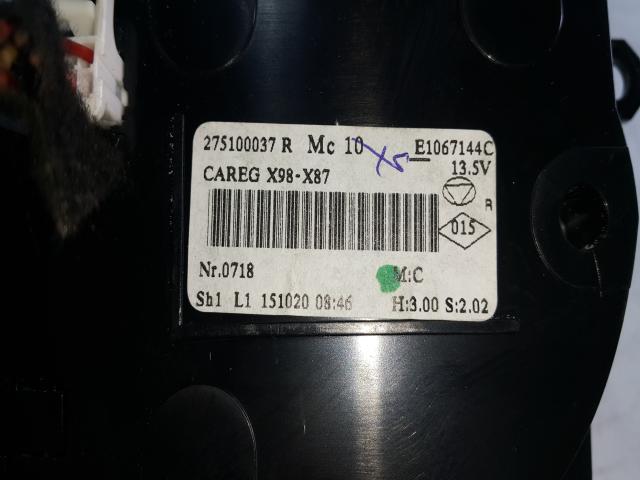 275100037 R Mc 10 E1067144C
13.5V
CAREG X98-X87
R
015
Nr.0718 M:C
Sh1 L1 151020 08:46 H:3.00 S:2.02